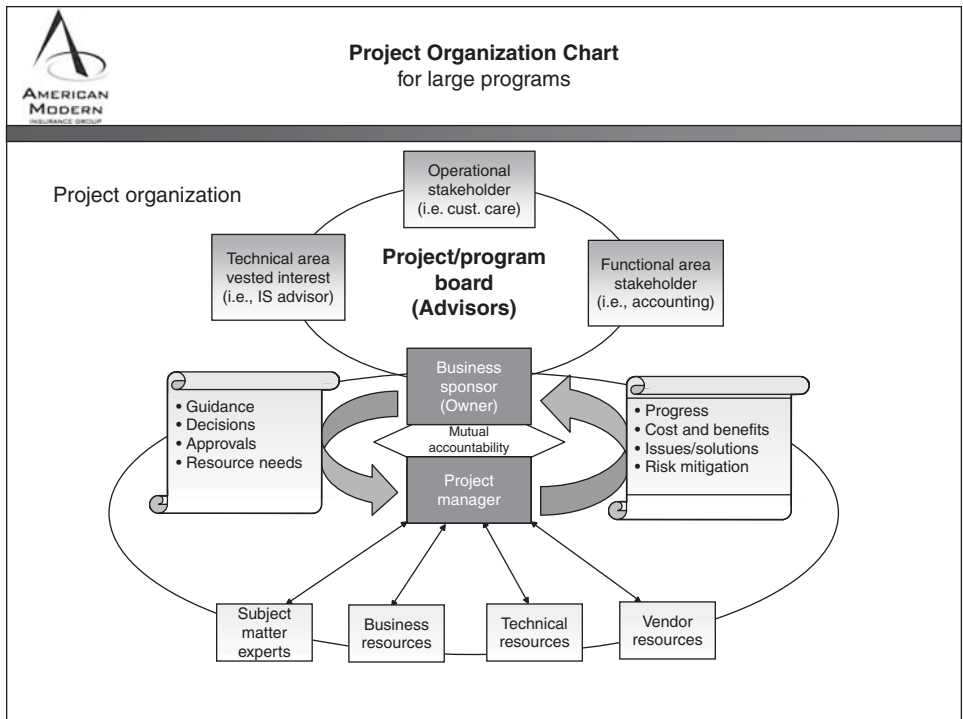 AMERICAN
MODERN
INSURANCE GROUP
Project Organization Chart
for large programs
Project organization
Operational
stakeholder
(i.e. cust. care)
Technical area
vested interest
(i.e., IS advisor)
Project/program
board
(Advisors)
Functional area
stakeholder
(i.e., accounting)
Business
sponsor
(Owner)
• Guidance
• Decisions
• Approvals
• Resource needs
Mutual
accountability
• Progress
• Cost and benefits
• Issues/solutions
• Risk mitigation
Project
manager
Subject
matter
experts
Business
resources
Technical
resources
Vendor
resources